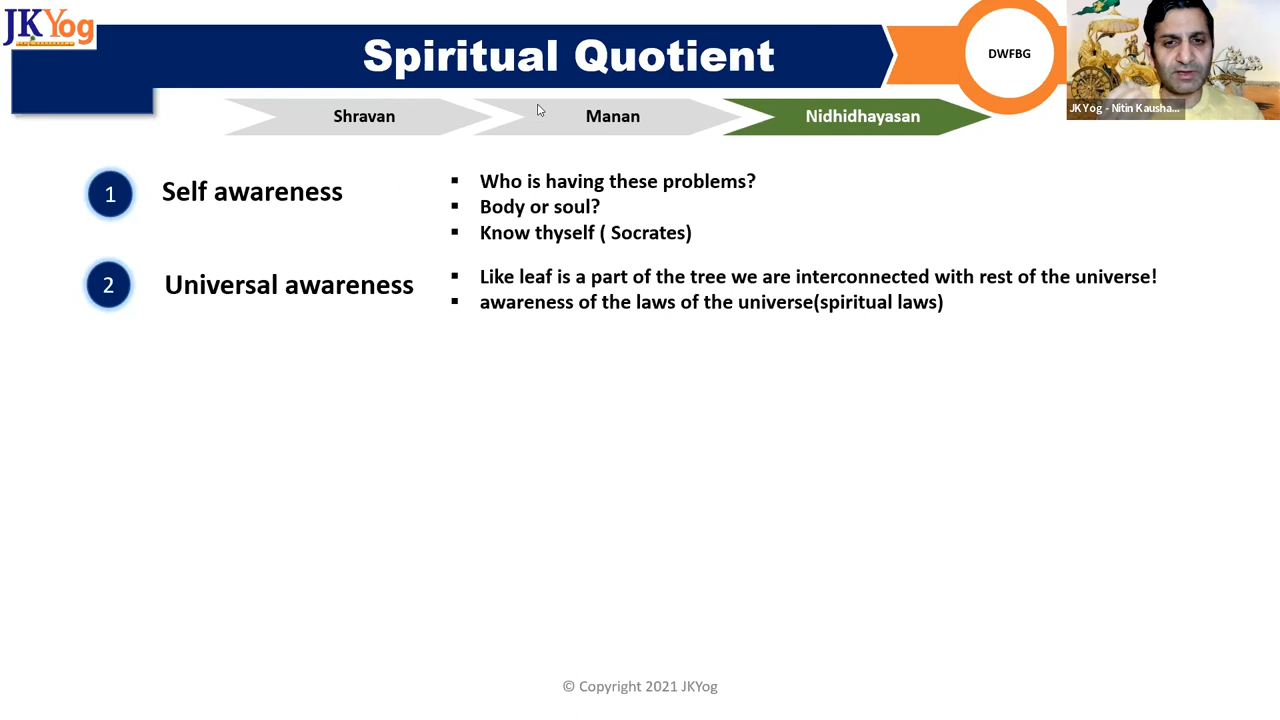 JKYog
Spiritual Quotient
DWFBG
JKYog - Nitin Kausha...
Shravan
Manan
Nidhidhayasan
1
Self awareness
▪ Who is having these problems?
▪ Body or soul?
▪ Know thyself ( Socrates)
2
Universal awareness
▪ Like leaf is a part of the tree we are interconnected with rest of the universe!
▪ awareness of the laws of the universe(spiritual laws)
© Copyright 2021 JKYog